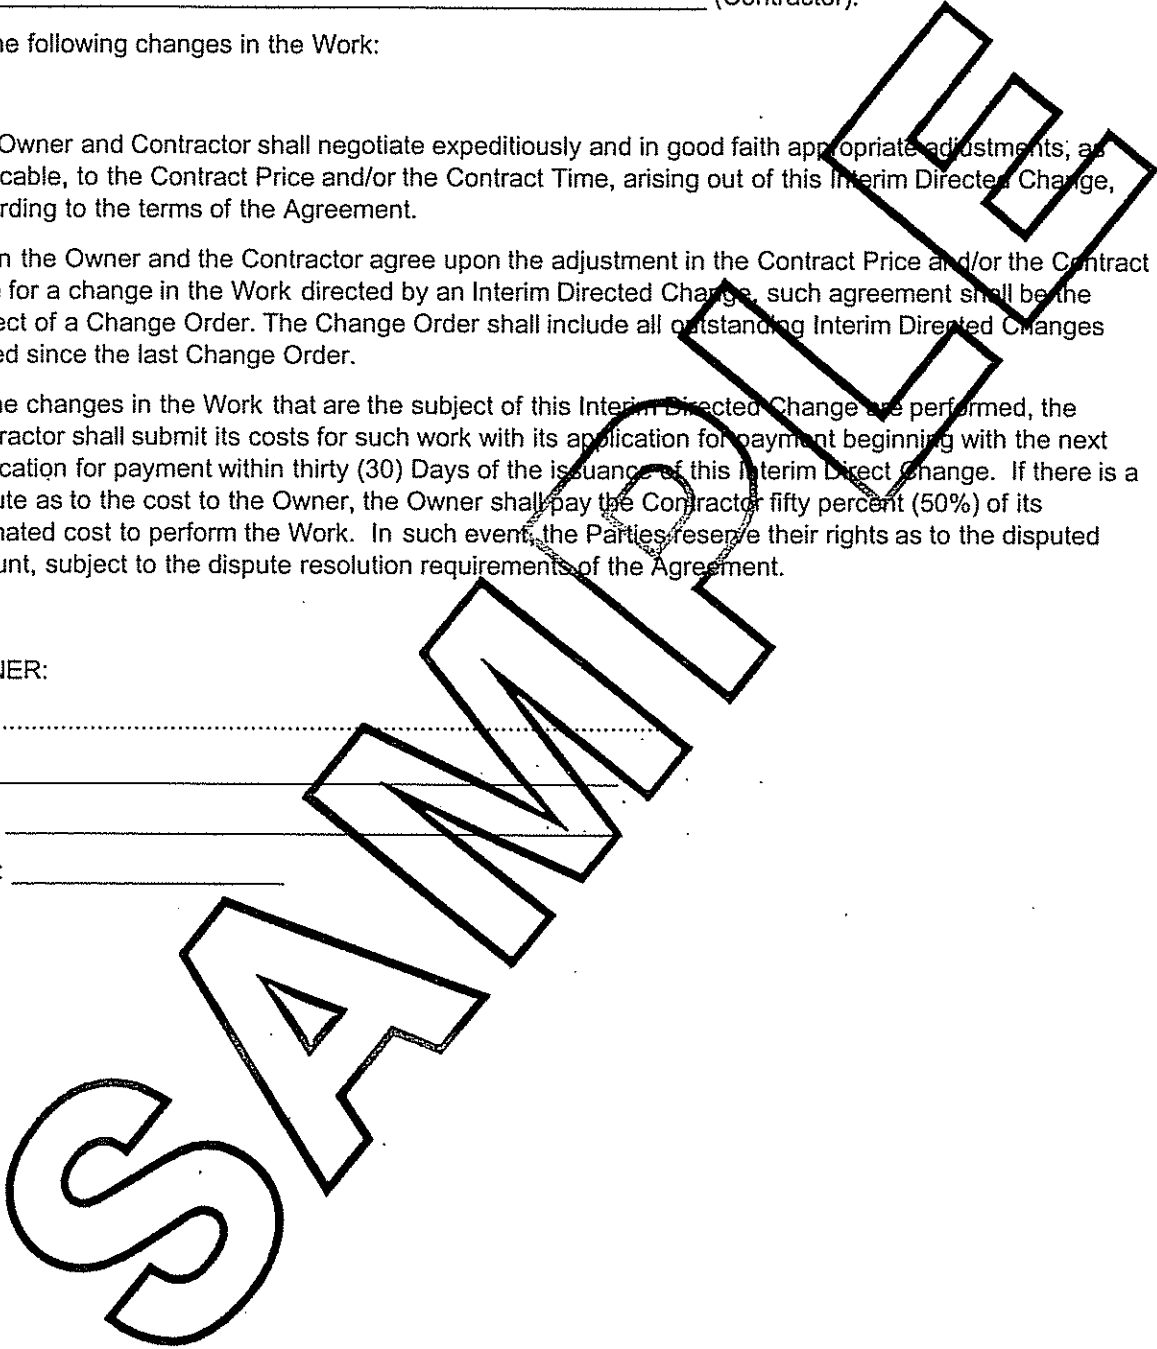 (Contractor).
ne following changes in the Work:
Owner and Contractor shall negotiate expeditiously and in good faith appropriate adjustments, as
cable, to the Contract Price and/or the Contract Time, arising out of this Interim Directed Change,
rding to the terms of the Agreement.
n the Owner and the Contractor agree upon the adjustment in the Contract Price and/or the Contract
for a change in the Work directed by an Interim Directed Change, such agreement shall be the
ect of a Change Order. The Change Order shall include all outstanding Interim Directed Changes
ed since the last Change Order.
ne changes in the Work that are the subject of this Interim Directed Change are performed, the
ractor shall submit its costs for such work with its application for payment beginning with the next
cation for payment within thirty (30) Days of the issuance of this Interim Direct Change. If there is a
ute as to the cost to the Owner, the Owner shall pay the Contractor fifty percent (50%) of its
nated cost to perform the Work. In such event, the Parties reserve their rights as to the disputed
unt, subject to the dispute resolution requirements of the Agreement.
NER:
SAMPLE